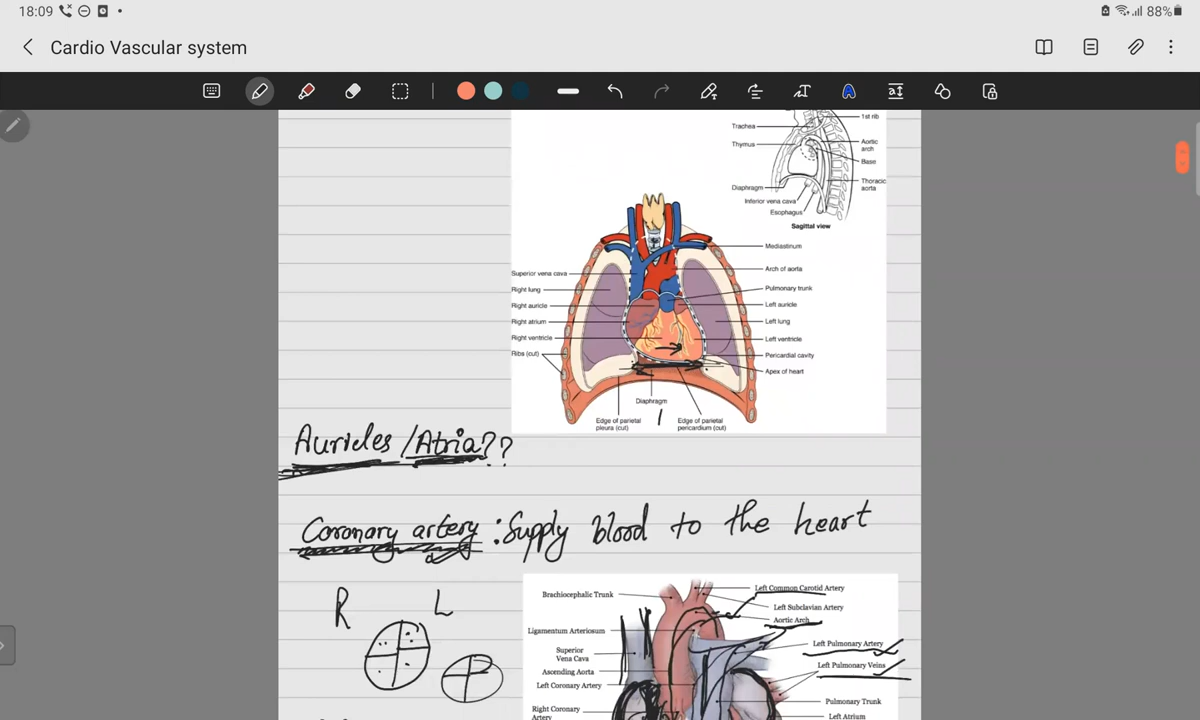 18:09 88%
Cardio Vascular system
1st rib
Trachea
Aortic arch
Thymus
Base
Thoracic aorta
Diaphragm
Inferior vena cava
Esophagus
Sagittal view
Mediastinum
Superior vena cava
Arch of aorta
Right lung
Pulmonary trunk
Right auricle
Left auricle
Right atrium
Left lung
Right ventricle
Left ventricle
Ribs (cut)
Pericardial cavity
Apex of heart
Diaphragm
Edge of parietal pleura (cut)
Edge of parietal pericardium (cut)
Auricles / Atria??
Coronary artery : Supply blood to the heart
R L
Brachiocephalic Trunk
Left Common Carotid Artery
Left Subclavian Artery
Aortic Arch
Ligamentum Arteriosum
Left Pulmonary Artery
Superior Vena Cava
Left Pulmonary Veins
Ascending Aorta
Left Coronary Artery
Pulmonary Trunk
Right Coronary Artery
Left Atrium